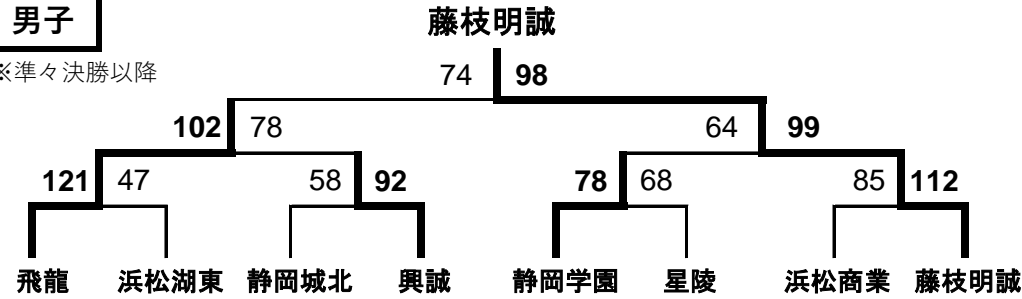 男子
藤枝明誠
※準々決勝以降
74 98
102 78 64 99
121 47 58 92 78 68 85 112
飛龍 浜松湖東 静岡城北 興誠 静岡学園 星陵 浜松商業 藤枝明誠